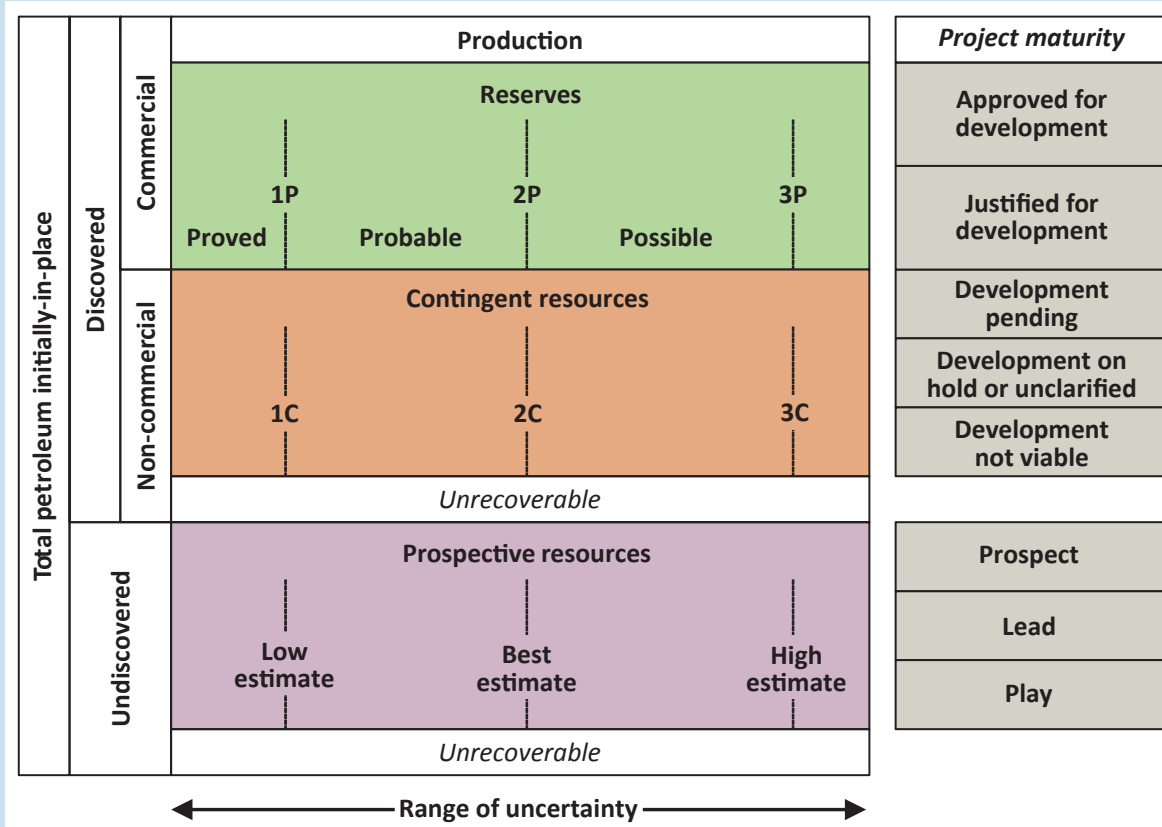 Total petroleum initially-in-place
Discovered
Undiscovered
Commercial
Non-commercial
Production
Reserves
1P
2P
3P
Proved
Probable
Possible
Contingent resources
1C
2C
3C
Unrecoverable
Prospective resources
Low
estimate
Best
estimate
High
estimate
Unrecoverable
Range of uncertainty
Project maturity
Approved for
development
Justified for
development
Development
pending
Development on
hold or unclarified
Development
not viable
Prospect
Lead
Play